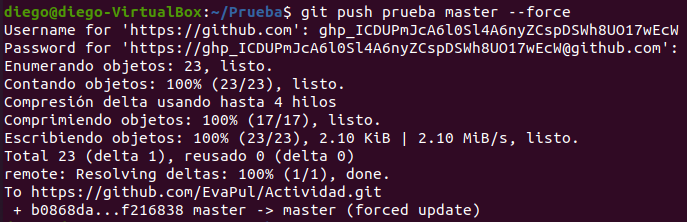 diego@diego-VirtualBox:~/Prueba$ git push prueba master --force
Username for 'https://github.com': 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
Password for 'https://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@github.com':
Enumerando objetos: 23, listo.
Contando objetos: 100% (23/23), listo.
Compresión delta usando hasta 4 hilos
Comprimiendo objetos: 100% (17/17), listo.
Escribiendo objetos: 100% (23/23), 2.10 KiB | 2.10 MiB/s, listo.
Total 23 (delta 1), reusado 0 (delta 0)
remote: Resolving deltas: 100% (1/1), done.
To https://github.com/EvaPul/Actividad.git
 + b0868da...f216838 master -> master (forced update)